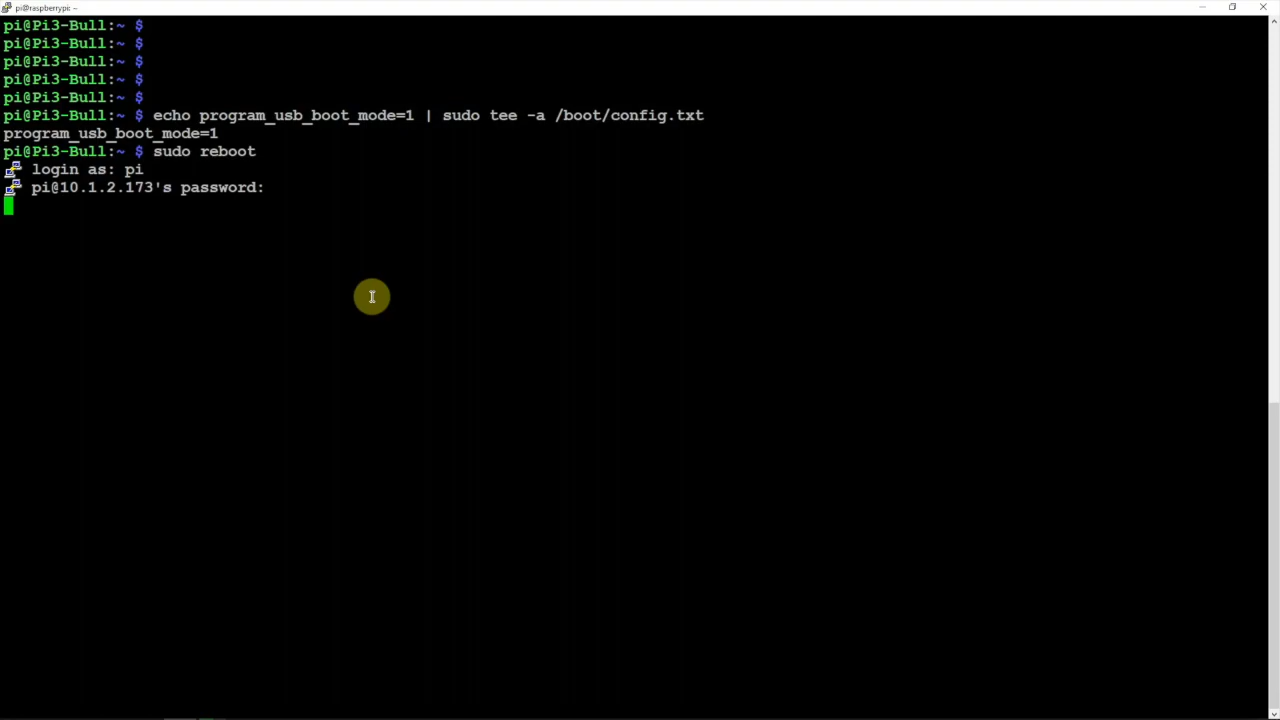 pi@raspberrypi: ~
pi@Pi3-Bull:~ $
pi@Pi3-Bull:~ $
pi@Pi3-Bull:~ $
pi@Pi3-Bull:~ $
pi@Pi3-Bull:~ $
pi@Pi3-Bull:~ $ echo program_usb_boot_mode=1 | sudo tee -a /boot/config.txt
program_usb_boot_mode=1
pi@Pi3-Bull:~ $ sudo reboot
login as: pi
pi@10.1.2.173's password: